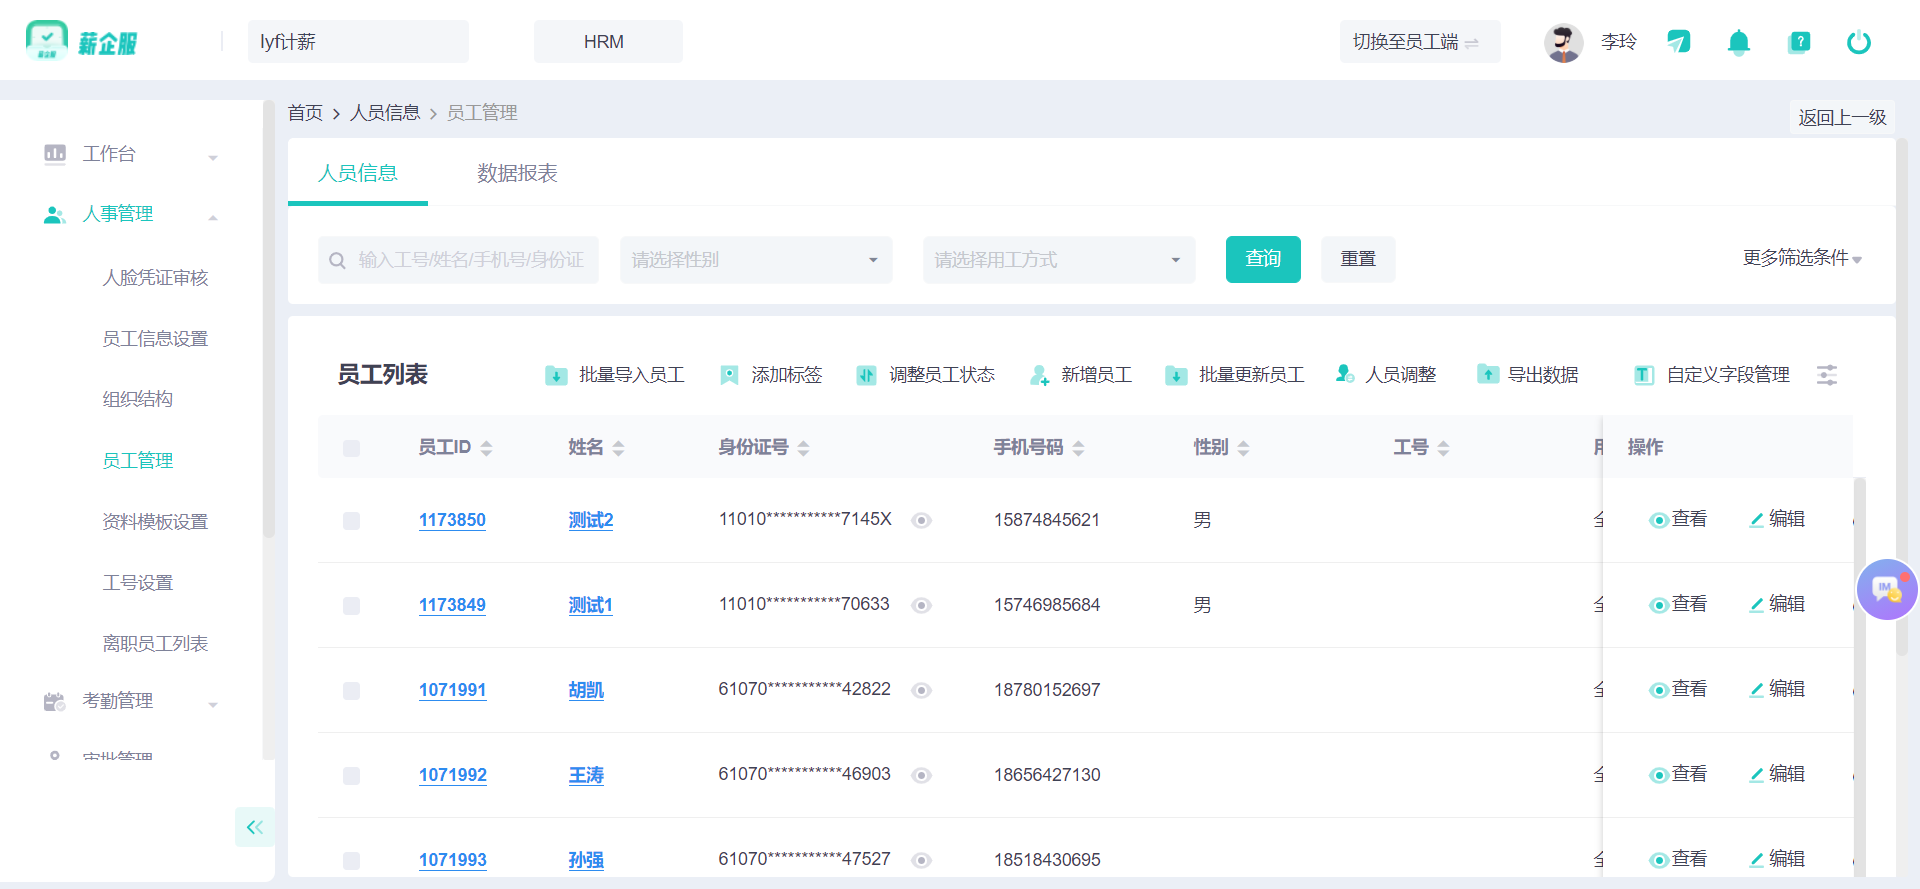 薪企服
lyf计薪
HRM
切换至员工端
李玲
首页 > 人员信息 > 员工管理
返回上一级
工作台
人事管理
人脸凭证审核
员工信息设置
组织结构
员工管理
资料模板设置
工号设置
离职员工列表
考勤管理
审批管理
人员信息
数据报表
输入工号/姓名/手机号/身份证
请选择性别
请选择用工方式
查询
重置
更多筛选条件
员工列表
批量导入员工
添加标签
调整员工状态
新增员工
批量更新员工
人员调整
导出数据
自定义字段管理
员工ID 姓名 身份证号 手机号码 性别 工号 操作
1173850 测试2 11010***********7145X 15874845621 男 查看 编辑
1173849 测试1 11010***********70633 15746985684 男 查看 编辑
1071991 胡凯 61070***********42822 18780152697 查看 编辑
1071992 王涛 61070***********46903 18656427130 查看 编辑
1071993 孙强 61070***********47527 18518430695 查看 编辑
IM